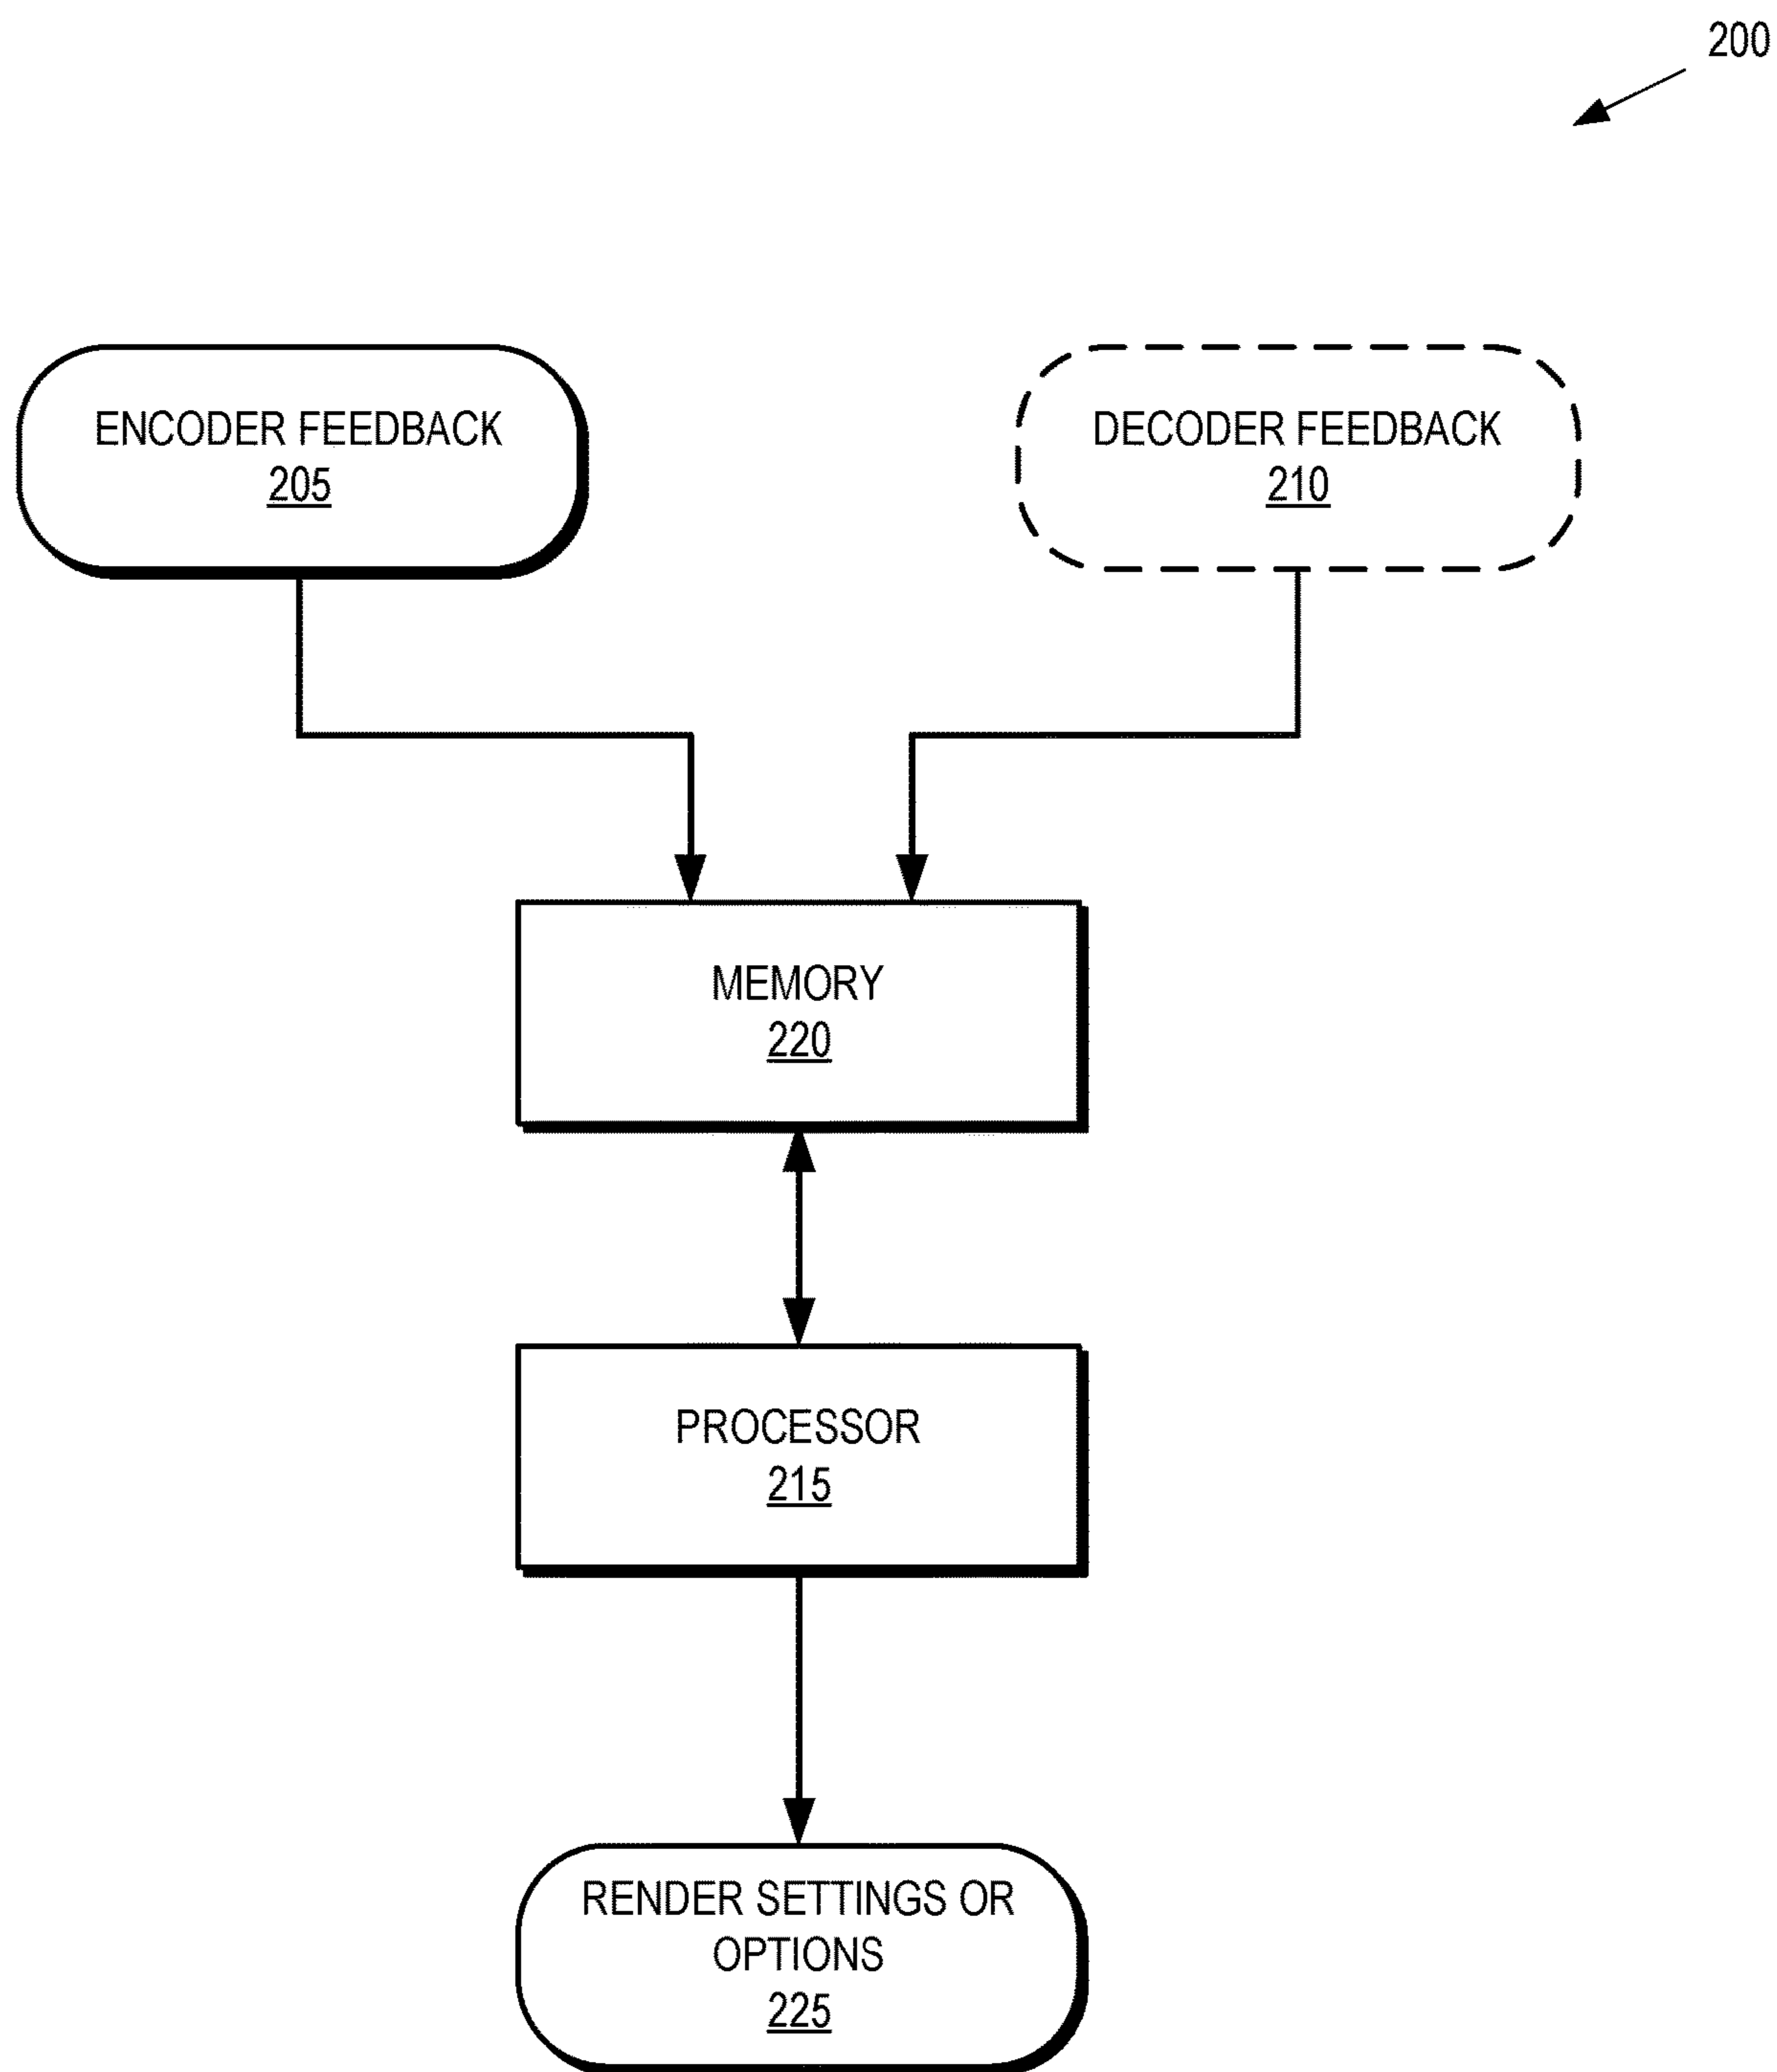 200
ENCODER FEEDBACK
205
DECODER FEEDBACK
210
MEMORY
220
PROCESSOR
215
RENDER SETTINGS OR
OPTIONS
225